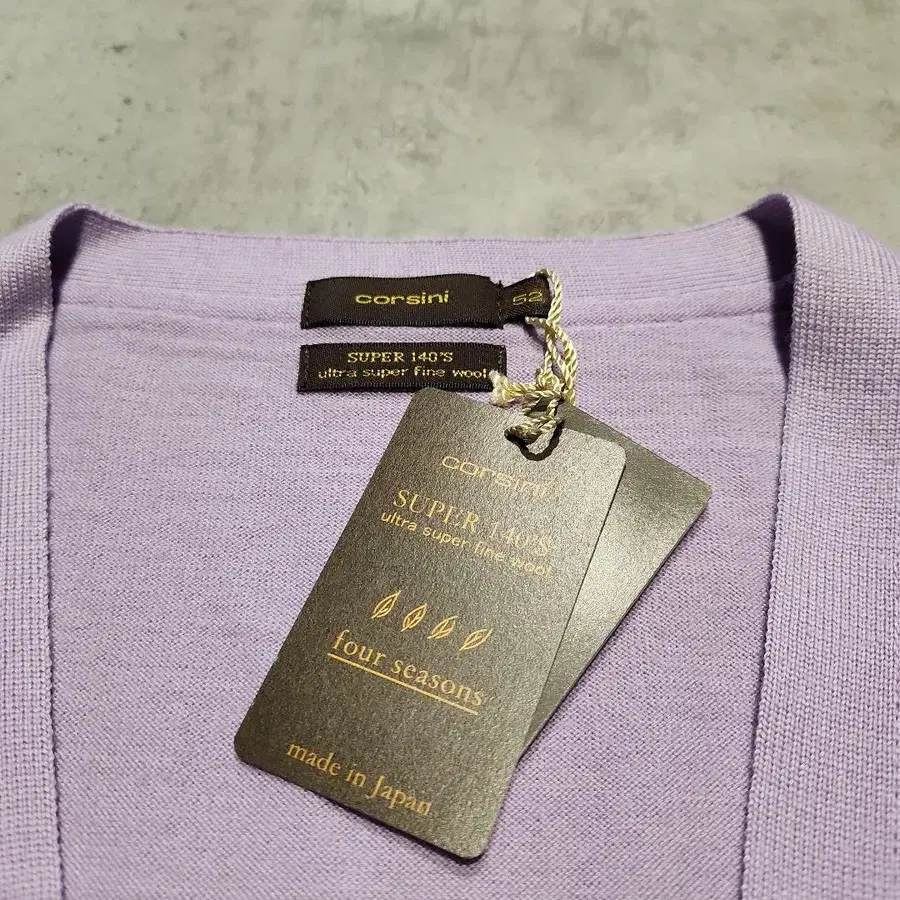 corsini
52
SUPER 140'S
ultra super fine wool
corsini
SUPER 140'S
ultra super fine wool
four seasons
made in Japan